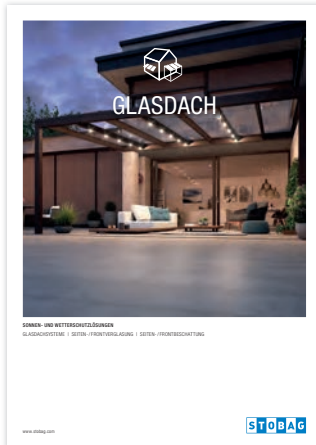 GLASDACH
SONNEN- UND WETTERSCHUTZLÖSUNGEN
GLASDACHSYSTEME I SEITEN-/FRONTVERGLASUNG I SEITEN-/FRONTBESCHATTUNG
www.stobag.com
STOBAG